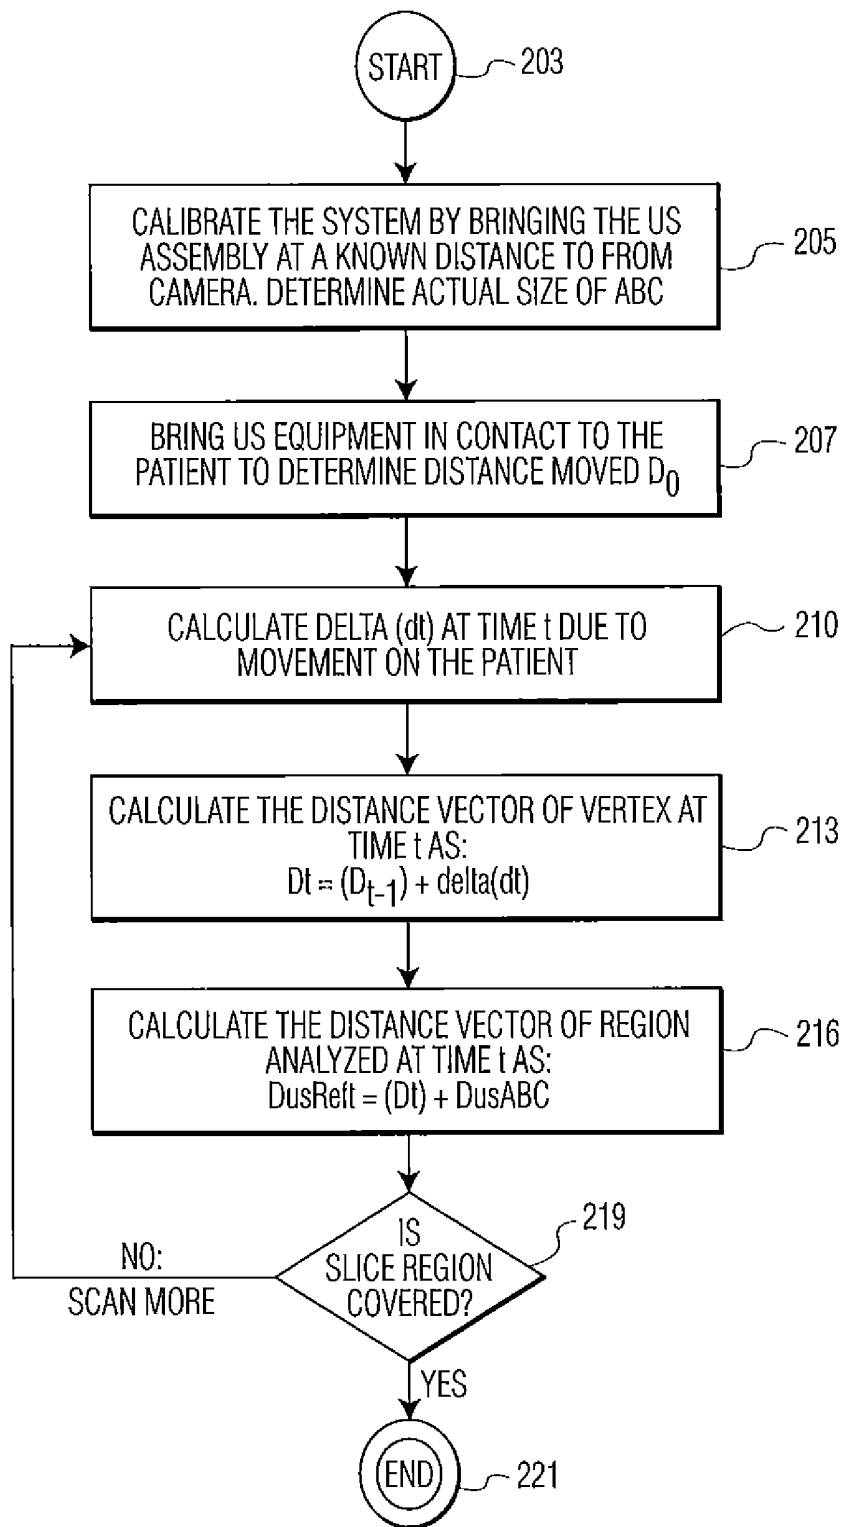 START
203
CALIBRATE THE SYSTEM BY BRINGING THE US
ASSEMBLY AT A KNOWN DISTANCE TO FROM
CAMERA. DETERMINE ACTUAL SIZE OF ABC
205
BRING US EQUIPMENT IN CONTACT TO THE
PATIENT TO DETERMINE DISTANCE MOVED D0
207
CALCULATE DELTA (dt) AT TIME t DUE TO
MOVEMENT ON THE PATIENT
210
CALCULATE THE DISTANCE VECTOR OF VERTEX AT
TIME t AS:
Dt = (Dt-1) + delta(dt)
213
CALCULATE THE DISTANCE VECTOR OF REGION
ANALYZED AT TIME t AS:
DusReft = (Dt) + DusABC
216
IS
SLICE REGION
COVERED?
219
NO:
SCAN MORE
YES
END
221